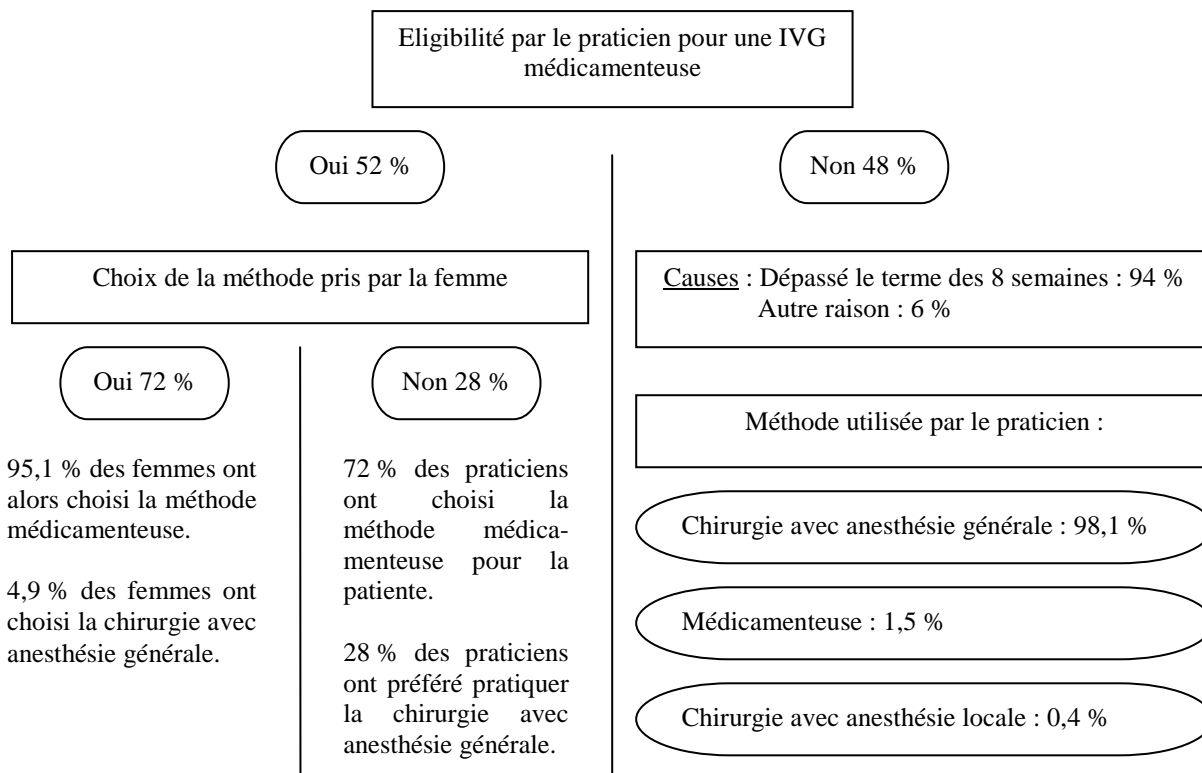 Eligibilité par le praticien pour une IVG
médicamenteuse
Oui 52 %
Non 48 %
Choix de la méthode pris par la femme
Causes : Dépassé le terme des 8 semaines : 94 %
Autre raison : 6 %
Oui 72 %
Non 28 %
Méthode utilisée par le praticien :
95,1 % des femmes ont
alors choisi la méthode
médicamenteuse.
4,9 % des femmes ont
choisi la chirurgie avec
anesthésie générale.
72 % des praticiens
ont choisi la
méthode médica-
menteuse pour la
patiente.
28 % des praticiens
ont préféré pratiquer
la chirurgie avec
anesthésie générale.
Chirurgie avec anesthésie générale : 98,1 %
Médicamenteuse : 1,5 %
Chirurgie avec anesthésie locale : 0,4 %